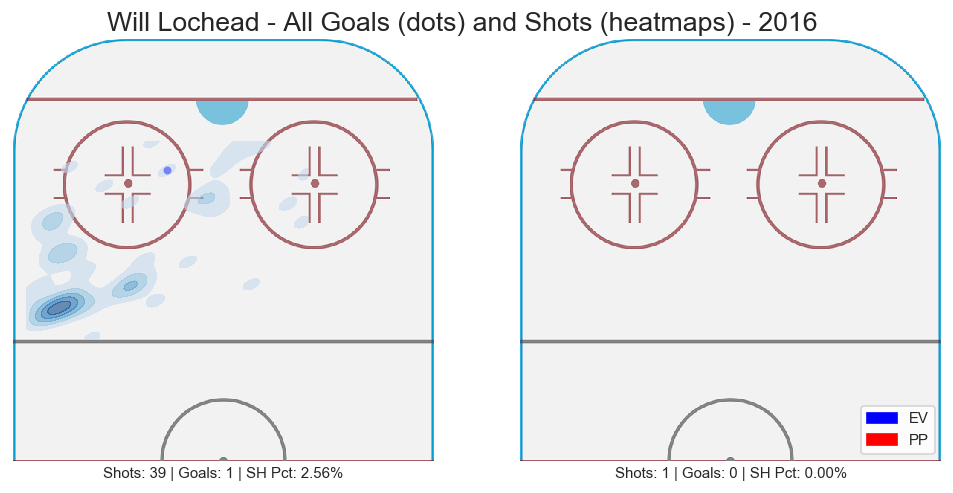 Will Lochead - All Goals (dots) and Shots (heatmaps) - 2016
EV
PP
Shots: 39 | Goals: 1 | SH Pct: 2.56%
Shots: 1 | Goals: 0 | SH Pct: 0.00%